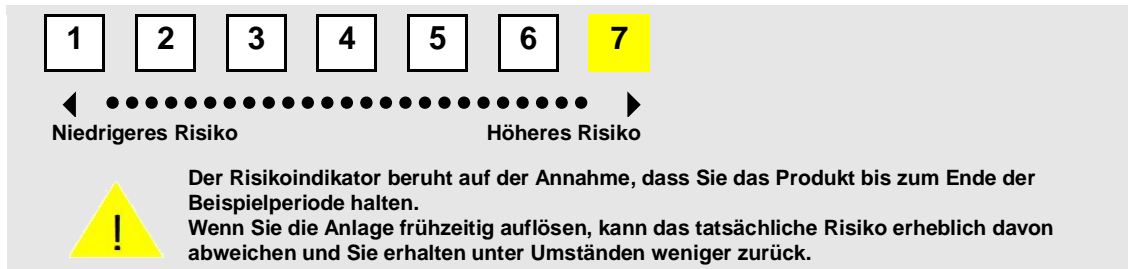 1 2 3 4 5 6 7
Niedrigeres Risiko Höheres Risiko
!
Der Risikoindikator beruht auf der Annahme, dass Sie das Produkt bis zum Ende der
Beispielperiode halten.
Wenn Sie die Anlage frühzeitig auflösen, kann das tatsächliche Risiko erheblich davon
abweichen und Sie erhalten unter Umständen weniger zurück.